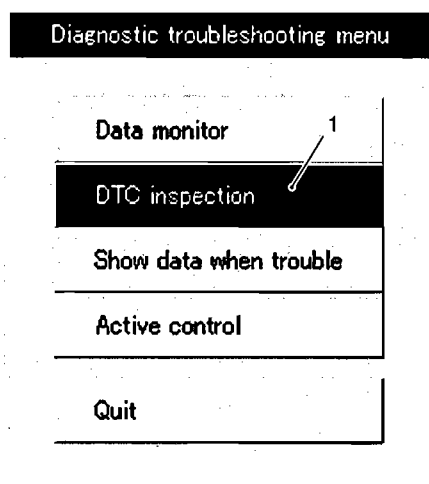 Diagnostic troubleshooting menu
Data monitor
1
DTC inspection
Show data when trouble
Active control
Quit